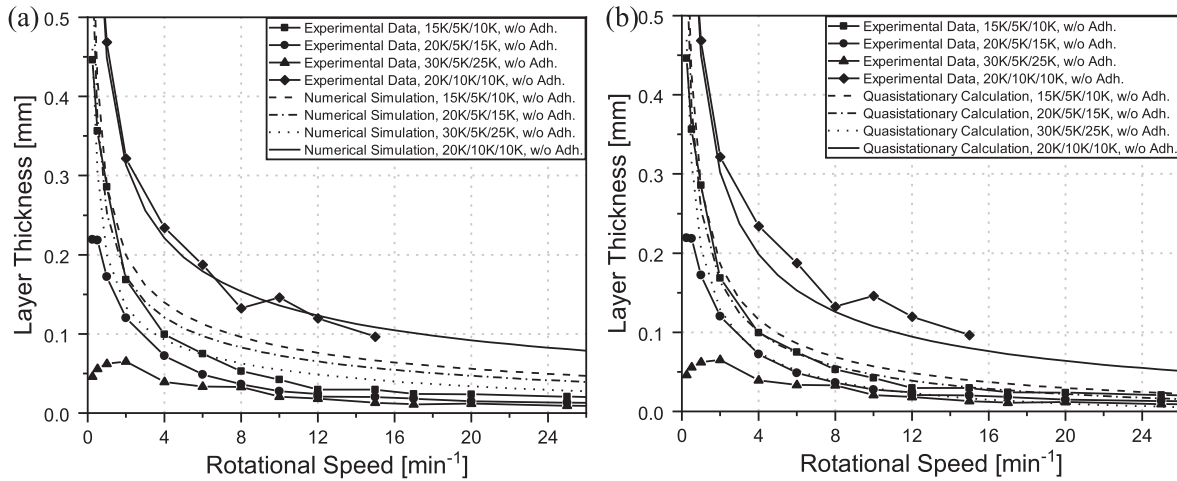 (a)
0.5
0.4
0.3
0.2
0.1
0.0
Layer Thickness [mm]
Experimental Data, 15K/5K/10K, w/o Adh.
Experimental Data, 20K/5K/15K, w/o Adh.
Experimental Data, 30K/5K/25K, w/o Adh.
Experimental Data, 20K/10K/10K, w/o Adh.
Numerical Simulation, 15K/5K/10K, w/o Adh.
Numerical Simulation, 20K/5K/15K, w/o Adh.
Numerical Simulation, 30K/5K/25K, w/o Adh.
Numerical Simulation, 20K/10K/10K, w/o Adh.
0 4 8 12 16 20 24
Rotational Speed [min⁻¹]
(b)
0.5
0.4
0.3
0.2
0.1
0.0
Layer Thickness [mm]
Experimental Data, 15K/5K/10K, w/o Adh.
Experimental Data, 20K/5K/15K, w/o Adh.
Experimental Data, 30K/5K/25K, w/o Adh.
Experimental Data, 20K/10K/10K, w/o Adh.
Quasistationary Calculation, 15K/5K/10K, w/o Adh.
Quasistationary Calculation, 20K/5K/15K, w/o Adh.
Quasistationary Calculation, 30K/5K/25K, w/o Adh.
Quasistationary Calculation, 20K/10K/10K, w/o Adh.
0 4 8 12 16 20 24
Rotational Speed [min⁻¹]